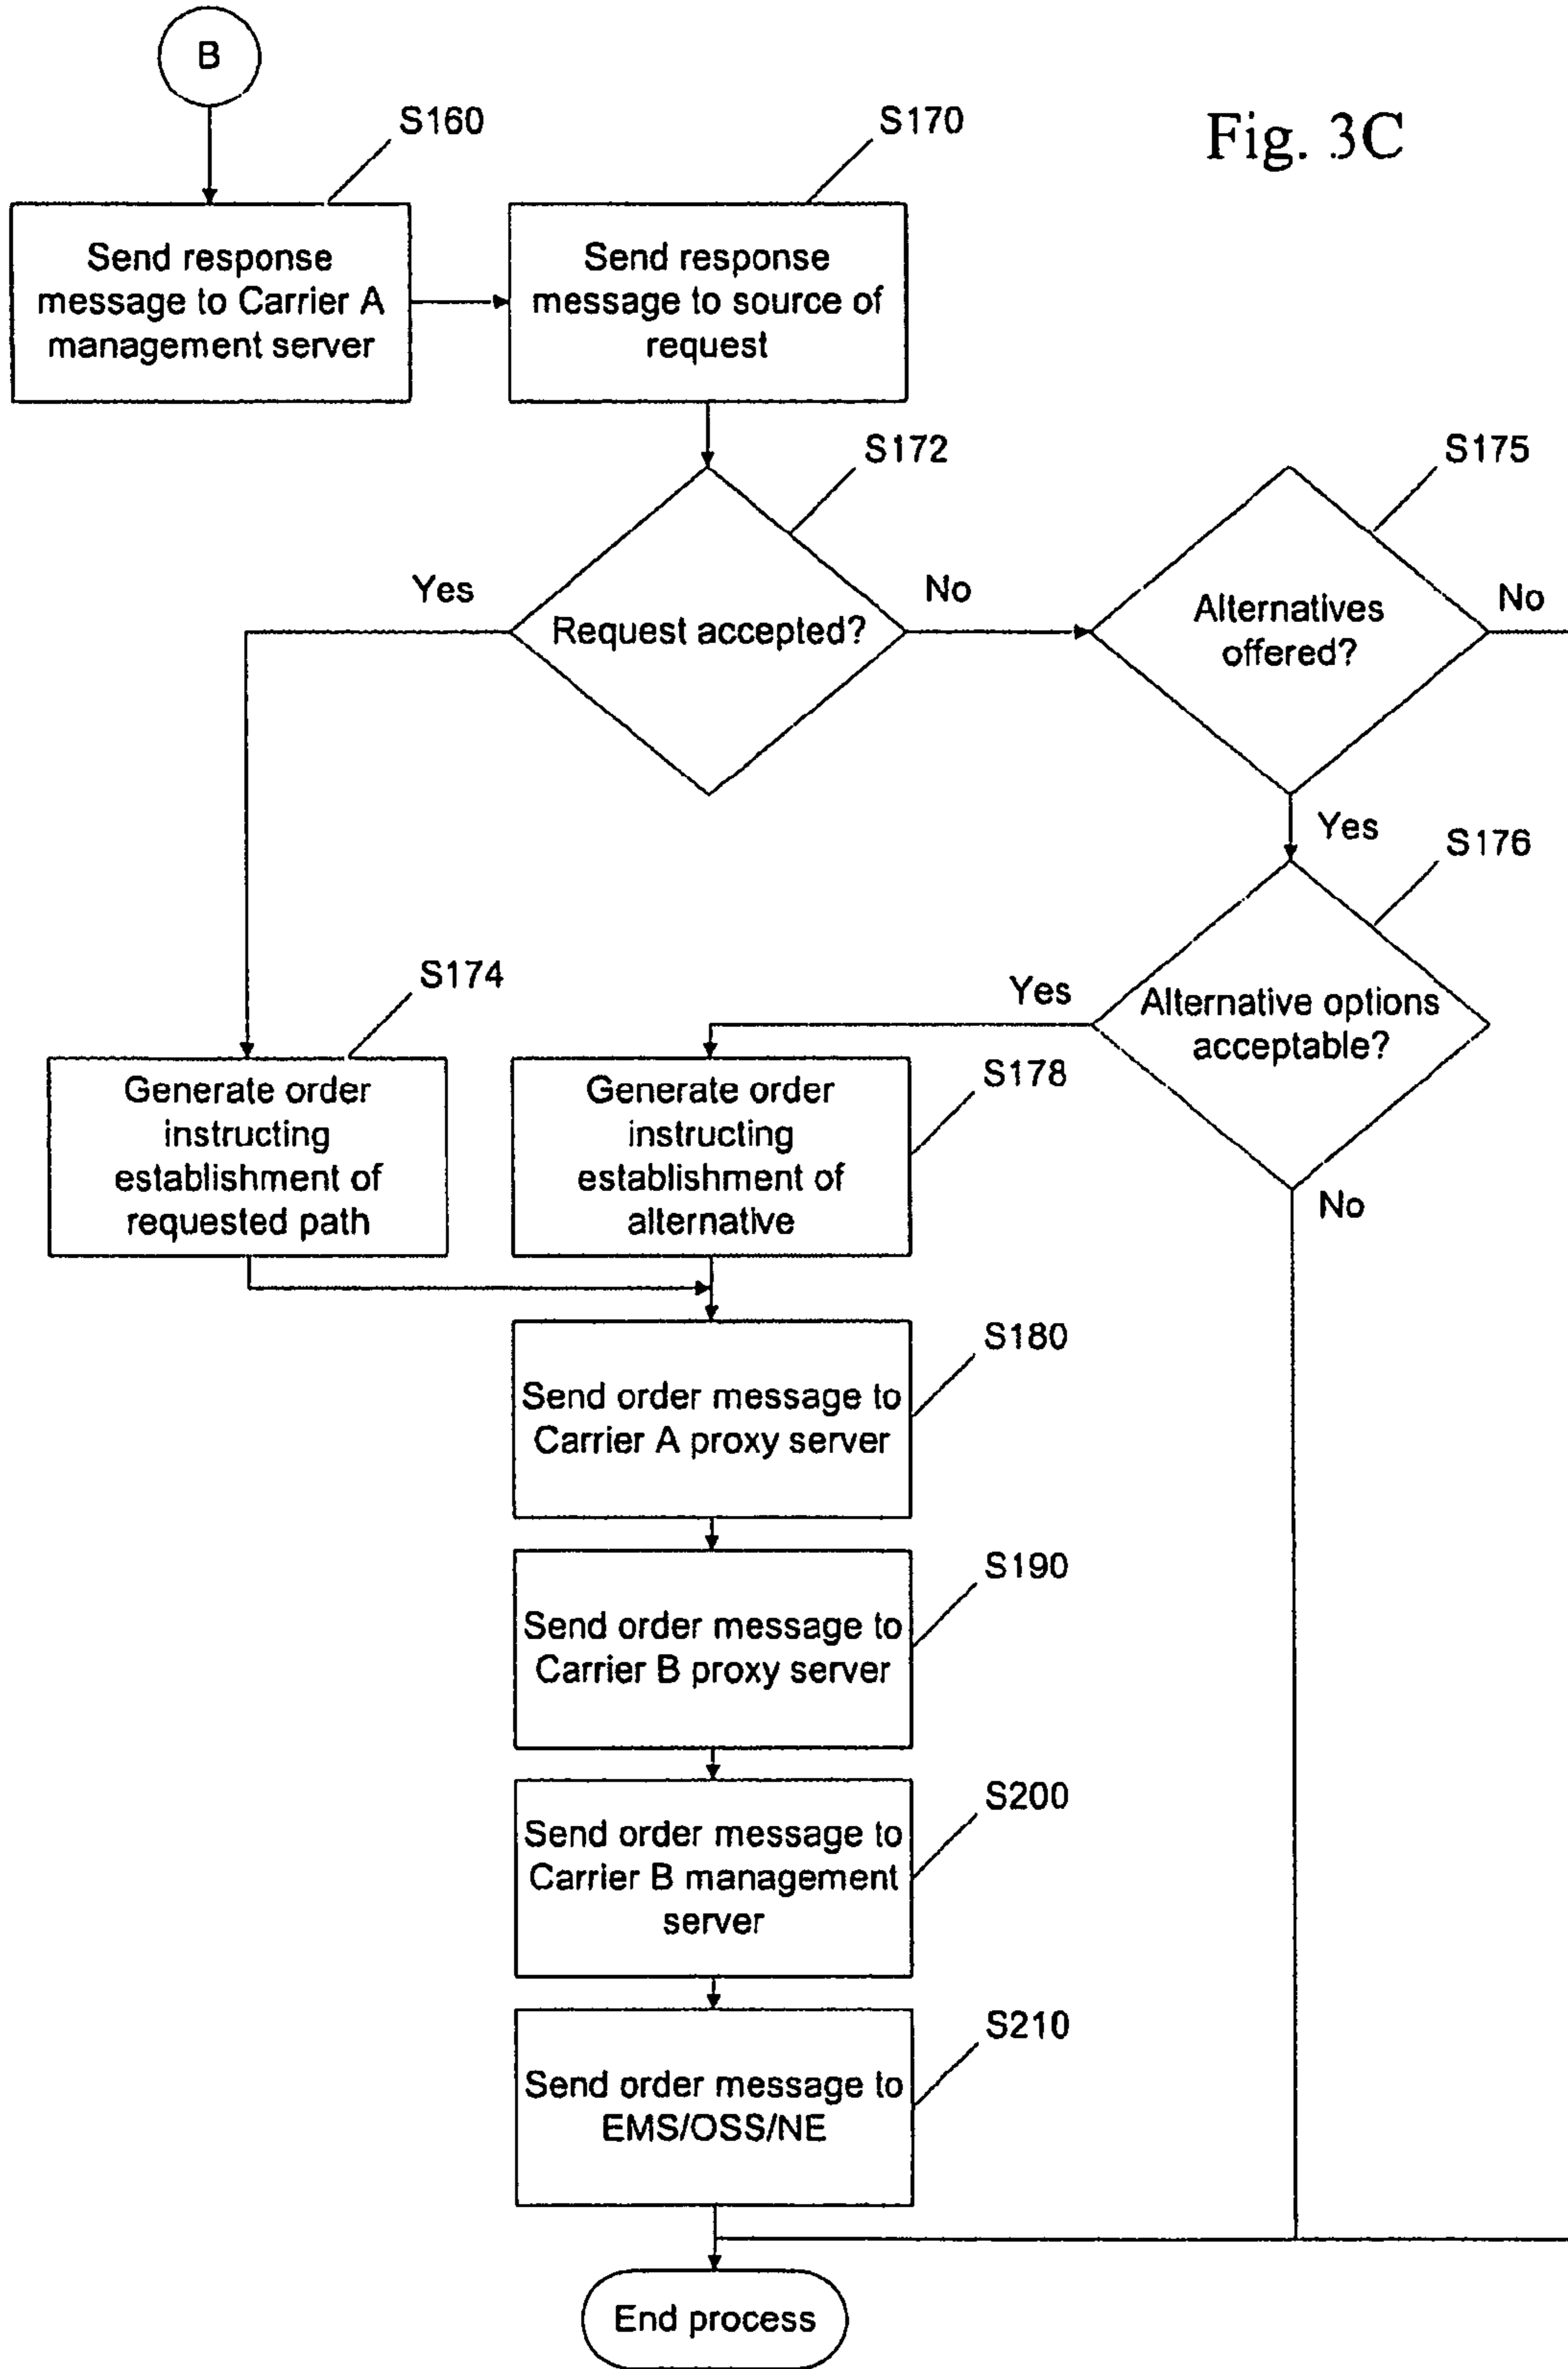 B
S160
S170
Fig. 3C
Send response
message to Carrier A
management server
Send response
message to source of
request
S172
S175
Yes
Request accepted?
No
Alternatives
offered?
No
Yes
S176
S174
Yes
Alternative options
acceptable?
Generate order
instructing
establishment of
requested path
Generate order
instructing
establishment of
alternative
S178
No
S180
Send order message to
Carrier A proxy server
S190
Send order message to
Carrier B proxy server
S200
Send order message to
Carrier B management
server
S210
Send order message to
EMS/OSS/NE
End process